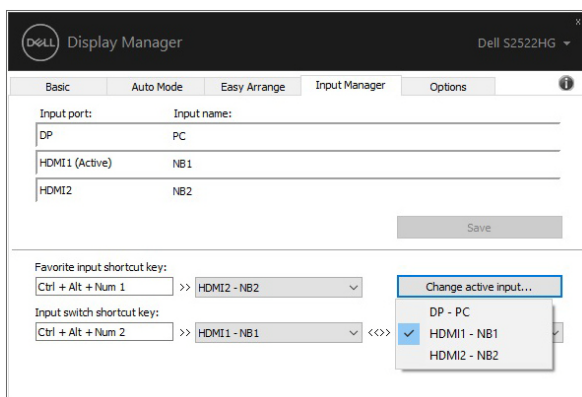 DELL Display Manager Dell S2522HG
x
Basic Auto Mode Easy Arrange Input Manager Options
Input port: Input name:
DP PC
HDMI1 (Active) NB1
HDMI2 NB2
Save
Favorite input shortcut key:
Ctrl + Alt + Num 1 >> HDMI2 - NB2 Change active input...
Input switch shortcut key:
Ctrl + Alt + Num 2 >> HDMI1 - NB1 <<>>
DP - PC
HDMI1 - NB1
HDMI2 - NB2